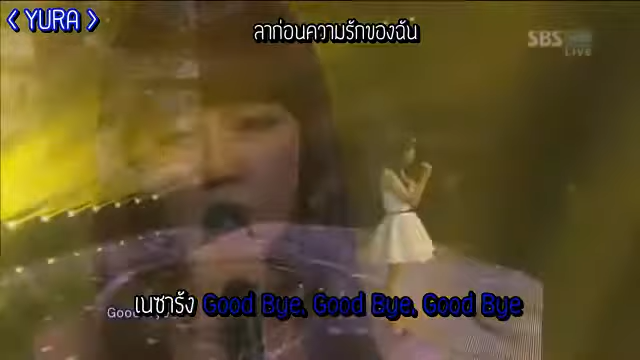 < YURA >
ลาก่อนความรักของฉัน
SBS
LIVE
เนซารัง Good Bye, Good Bye, Good Bye
Good